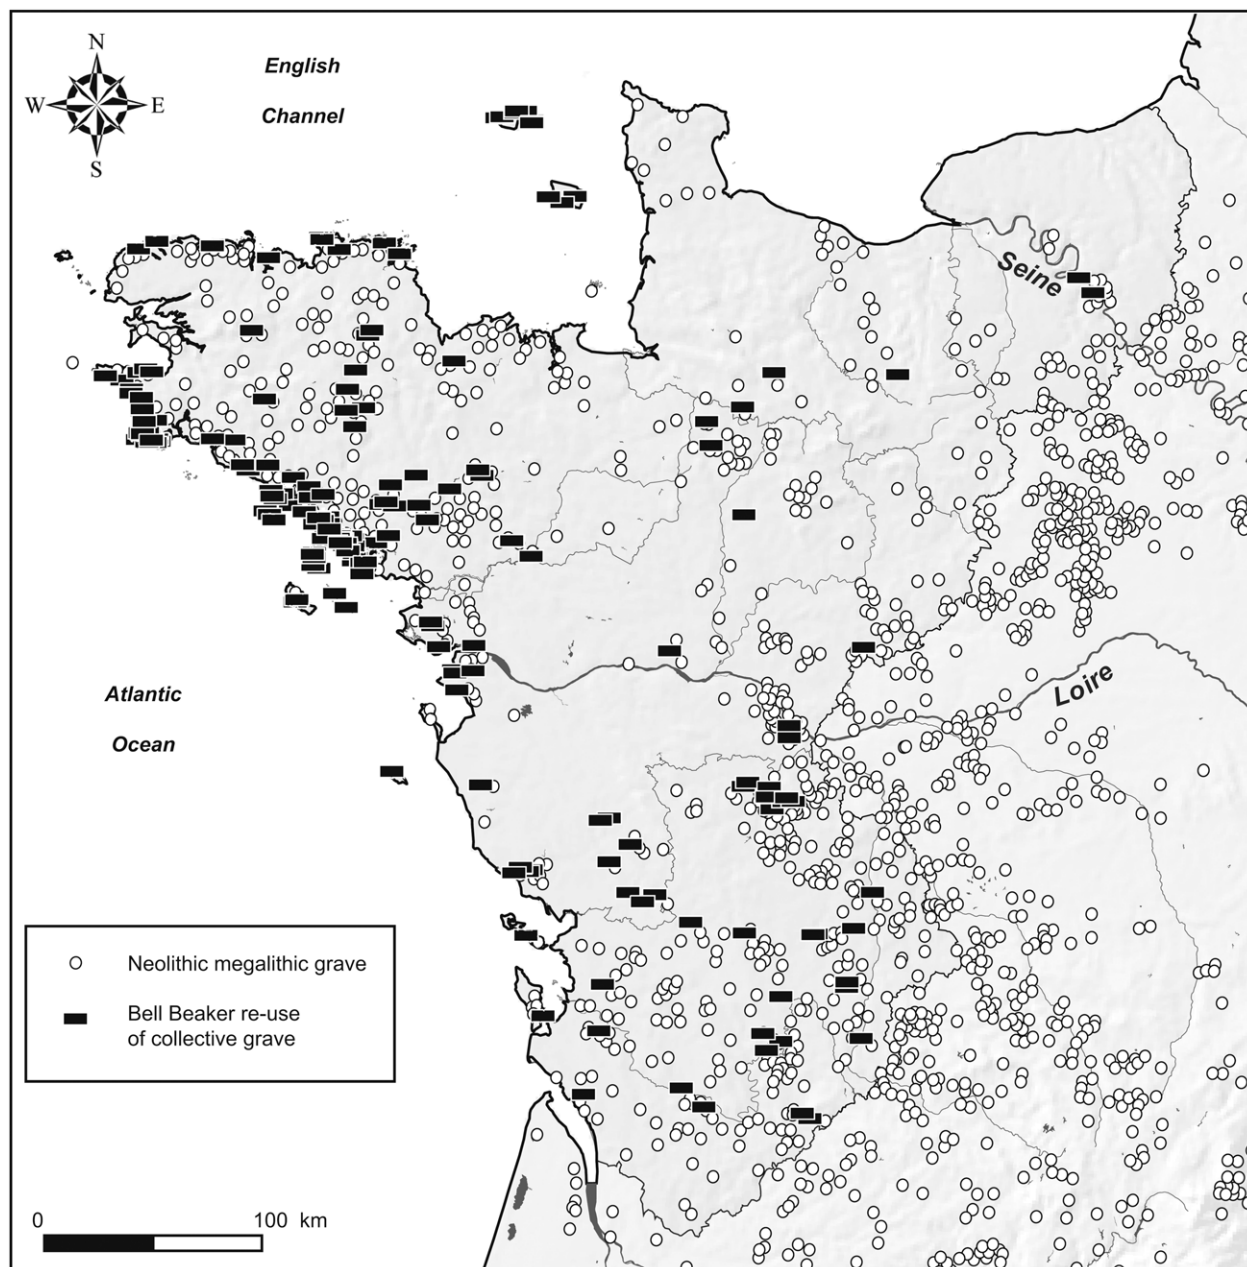 N
W
E
S
English
Channel
Seine
Loire
Atlantic
Ocean
Neolithic megalithic grave
Bell Beaker re-use
of collective grave
0
100 km